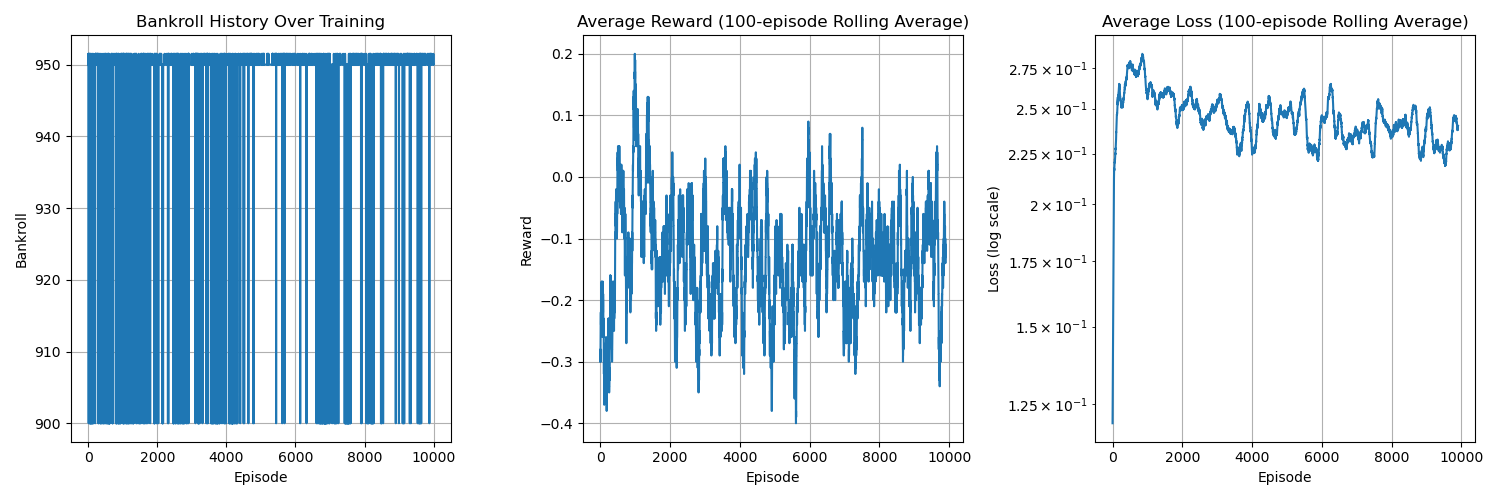 Bankroll History Over Training
Bankroll
950
940
930
920
910
900
0 2000 4000 6000 8000 10000
Episode
Average Reward (100-episode Rolling Average)
Reward
0.2
0.1
0.0
−0.1
−0.2
−0.3
−0.4
0 2000 4000 6000 8000 10000
Episode
Average Loss (100-episode Rolling Average)
Loss (log scale)
2.75 × 10⁻¹
2.5 × 10⁻¹
2.25 × 10⁻¹
2 × 10⁻¹
1.75 × 10⁻¹
1.5 × 10⁻¹
1.25 × 10⁻¹
0 2000 4000 6000 8000 10000
Episode